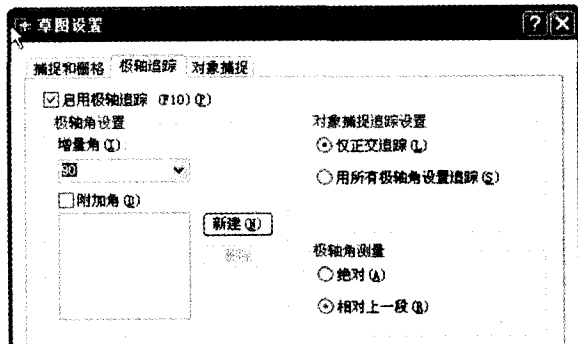 草图设置
捕捉和栅格 极轴追踪 对象捕捉
启用极轴追踪 (F10)(P)
极轴角设置
增量角(I)
90
附加角(D)
新建(N)
删除
对象捕捉追踪设置
仅正交追踪(L)
用所有极轴角设置追踪(S)
极轴角测量
绝对(A)
相对上一段(R)